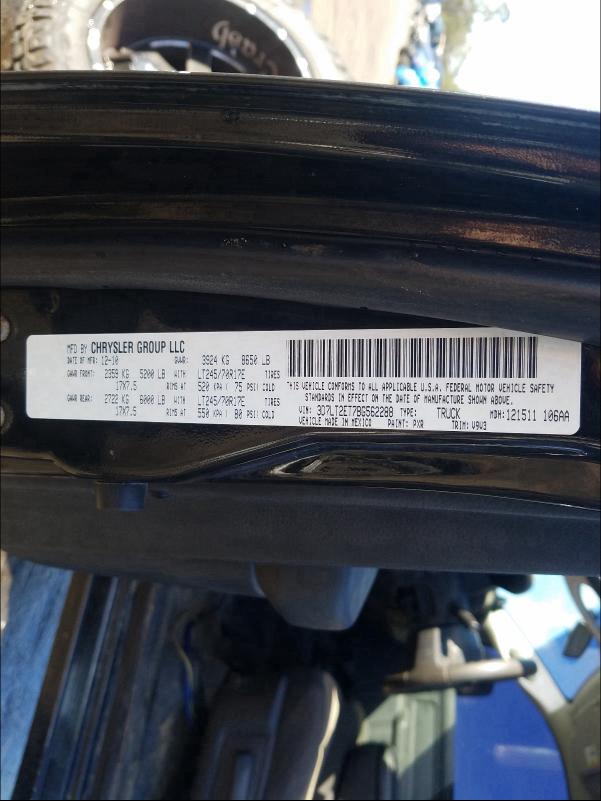 MFD BY CHRYSLER GROUP LLC
DATE OF MFR: 12-10 GVWR: 3924 KG 8650 LB
GAWR FRONT: 2359 KG 5200 LB WITH LT245/70R17E TIRES
17X7.5 RIMS AT 520 KPA/ 75 PSI/ COLD
GAWR REAR: 2722 KG 6000 LB WITH LT245/70R17E TIRES
17X7.5 RIMS AT 550 KPA/ 80 PSI/ COLD
THIS VEHICLE CONFORMS TO ALL APPLICABLE U.S.A. FEDERAL MOTOR VEHICLE SAFETY
STANDARDS IN EFFECT ON THE DATE OF MANUFACTURE SHOWN ABOVE.
VIN: 3D7LT2ET7BG562288 TYPE: TRUCK MDH: 121511 106AA
VEHICLE MADE IN MEXICO PAINT: PXR TRIM: V9V3